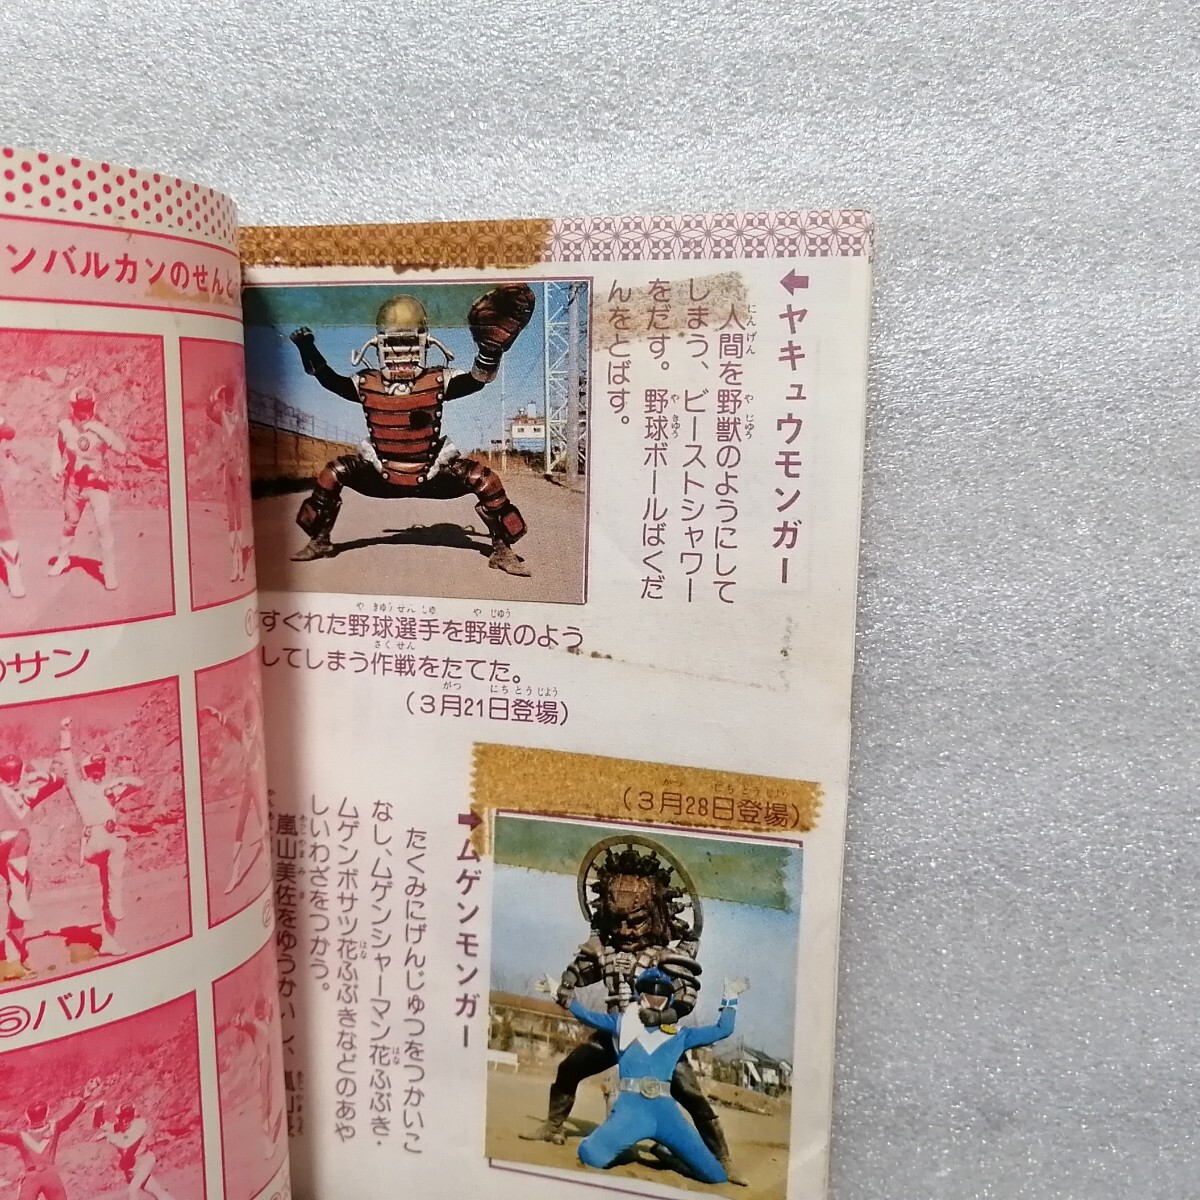 ンバルカンのせんと
サン
⑥バル
←ヤキュウモンガー
人間を野獣のようにして
しまう、ビーストシャワー
をだす。野球ボールばくだ
んをとばす。
すぐれた野球選手を野獣のよう
してしまう作戦をたてた。
(3月21日登場)
(3月28日登場)
→ムゲンモンガー
たくみにげんじゅつをつかいこ
なし、ムゲンシャーマン花ふぶき・
ムゲンボサツ花ふぶきなどのあや
しいわざをつかう。
嵐山美佐をゆうかいし、嵐山長